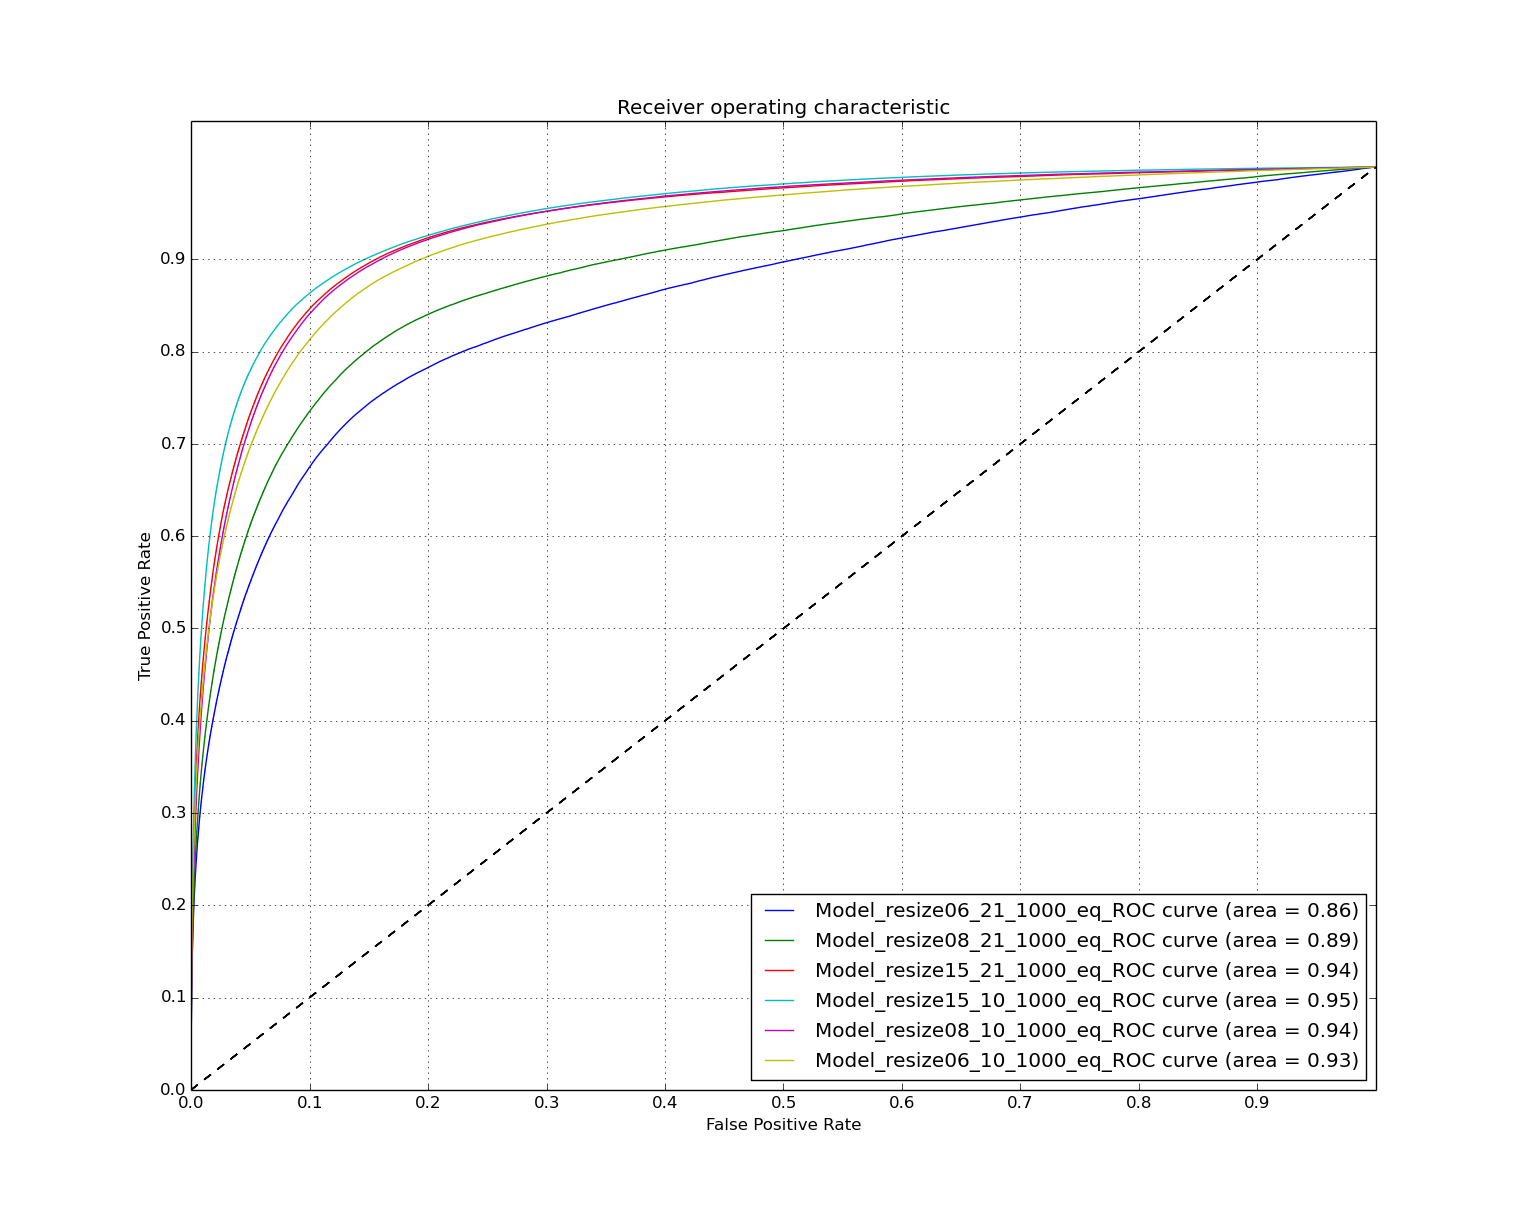 Receiver operating characteristic
True Positive Rate
0.9
0.8
0.7
0.6
0.5
0.4
0.3
0.2
0.1
0.0
Model_resize06_21_1000_eq_ROC curve (area = 0.86)
Model_resize08_21_1000_eq_ROC curve (area = 0.89)
Model_resize15_21_1000_eq_ROC curve (area = 0.94)
Model_resize15_10_1000_eq_ROC curve (area = 0.95)
Model_resize08_10_1000_eq_ROC curve (area = 0.94)
Model_resize06_10_1000_eq_ROC curve (area = 0.93)
0.0 0.1 0.2 0.3 0.4 0.5 0.6 0.7 0.8 0.9
False Positive Rate